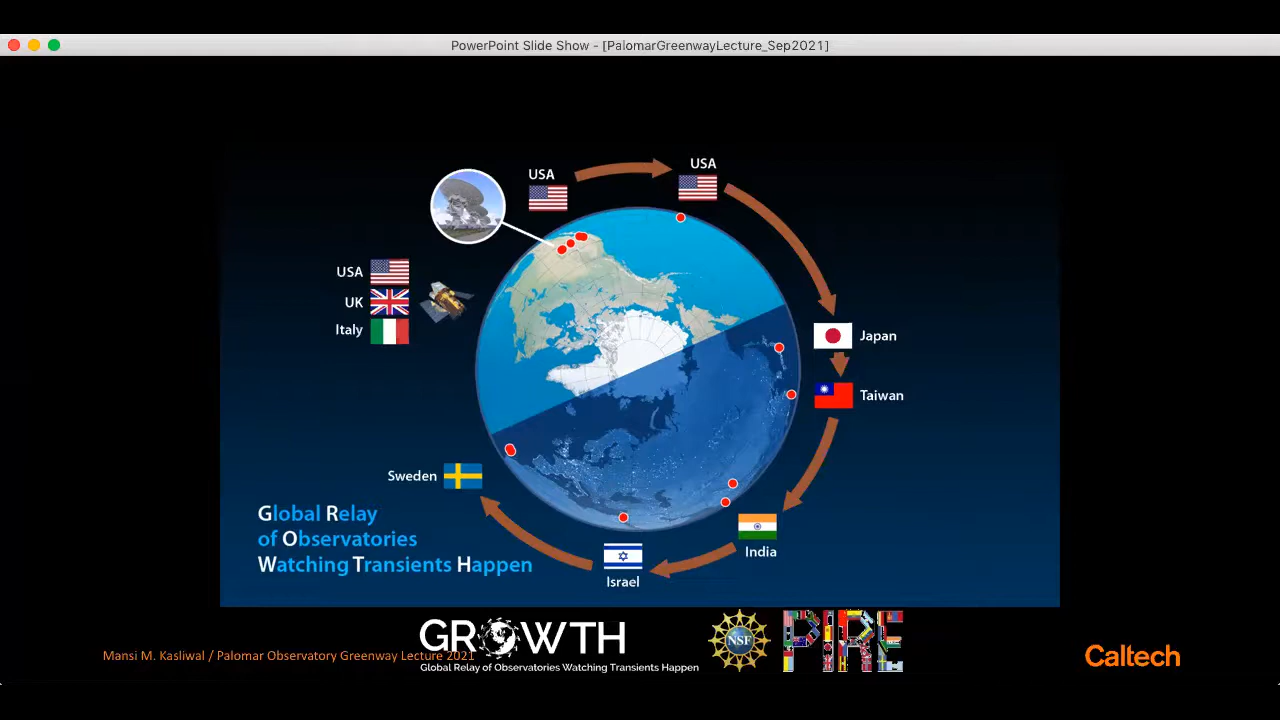 PowerPoint Slide Show - [PalomarGreenwayLecture_Sep2021]
USA
USA
USA
UK
Italy
Japan
Taiwan
Sweden
India
Israel
Global Relay
of Observatories
Watching Transients Happen
GROWTH
Global Relay of Observatories Watching Transients Happen
NSF
PIRE
Mansi M. Kasliwal / Palomar Observatory Greenway Lecture 2021
Caltech